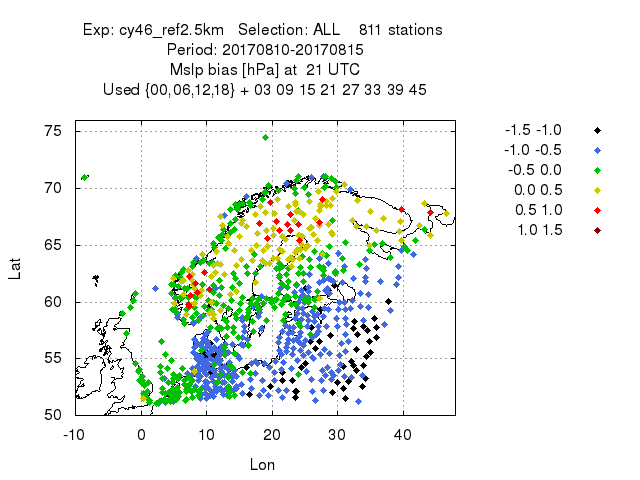 Exp: cy46_ref2.5km   Selection: ALL    811 stations
Period: 20170810-20170815
Mslp bias [hPa] at  21 UTC
Used {00,06,12,18} + 03 09 15 21 27 33 39 45
75
70
65
60
55
50
-10 0 10 20 30 40
Lat
Lon
-1.5 -1.0
-1.0 -0.5
-0.5 0.0
0.0 0.5
0.5 1.0
1.0 1.5